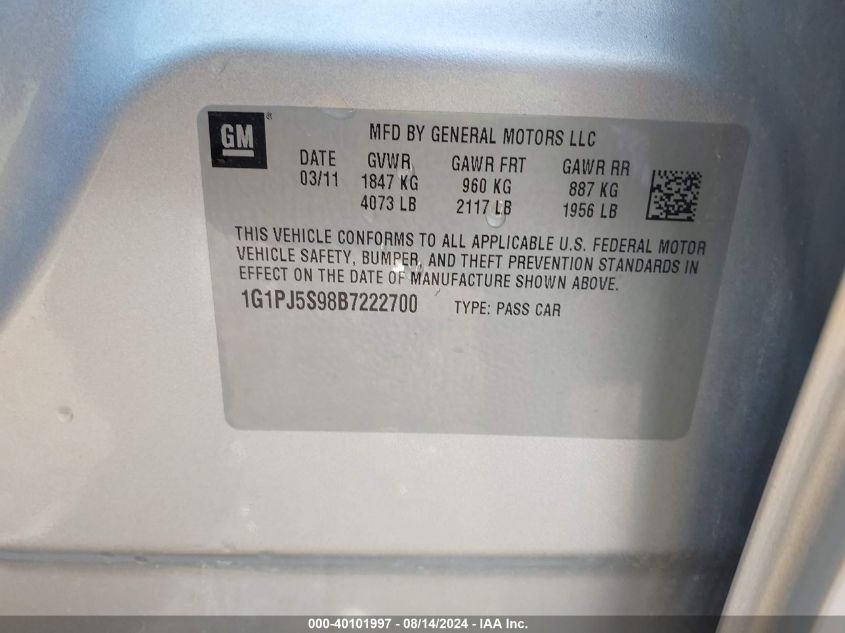 GM ®
MFD BY GENERAL MOTORS LLC
DATE GVWR GAWR FRT GAWR RR
03/11 1847 KG 960 KG 887 KG
4073 LB 2117 LB 1956 LB
THIS VEHICLE CONFORMS TO ALL APPLICABLE U.S. FEDERAL MOTOR
VEHICLE SAFETY, BUMPER, AND THEFT PREVENTION STANDARDS IN
EFFECT ON THE DATE OF MANUFACTURE SHOWN ABOVE.
1G1PJ5S98B7222700 TYPE: PASS CAR
000-40101997 - 08/14/2024 - IAA Inc.